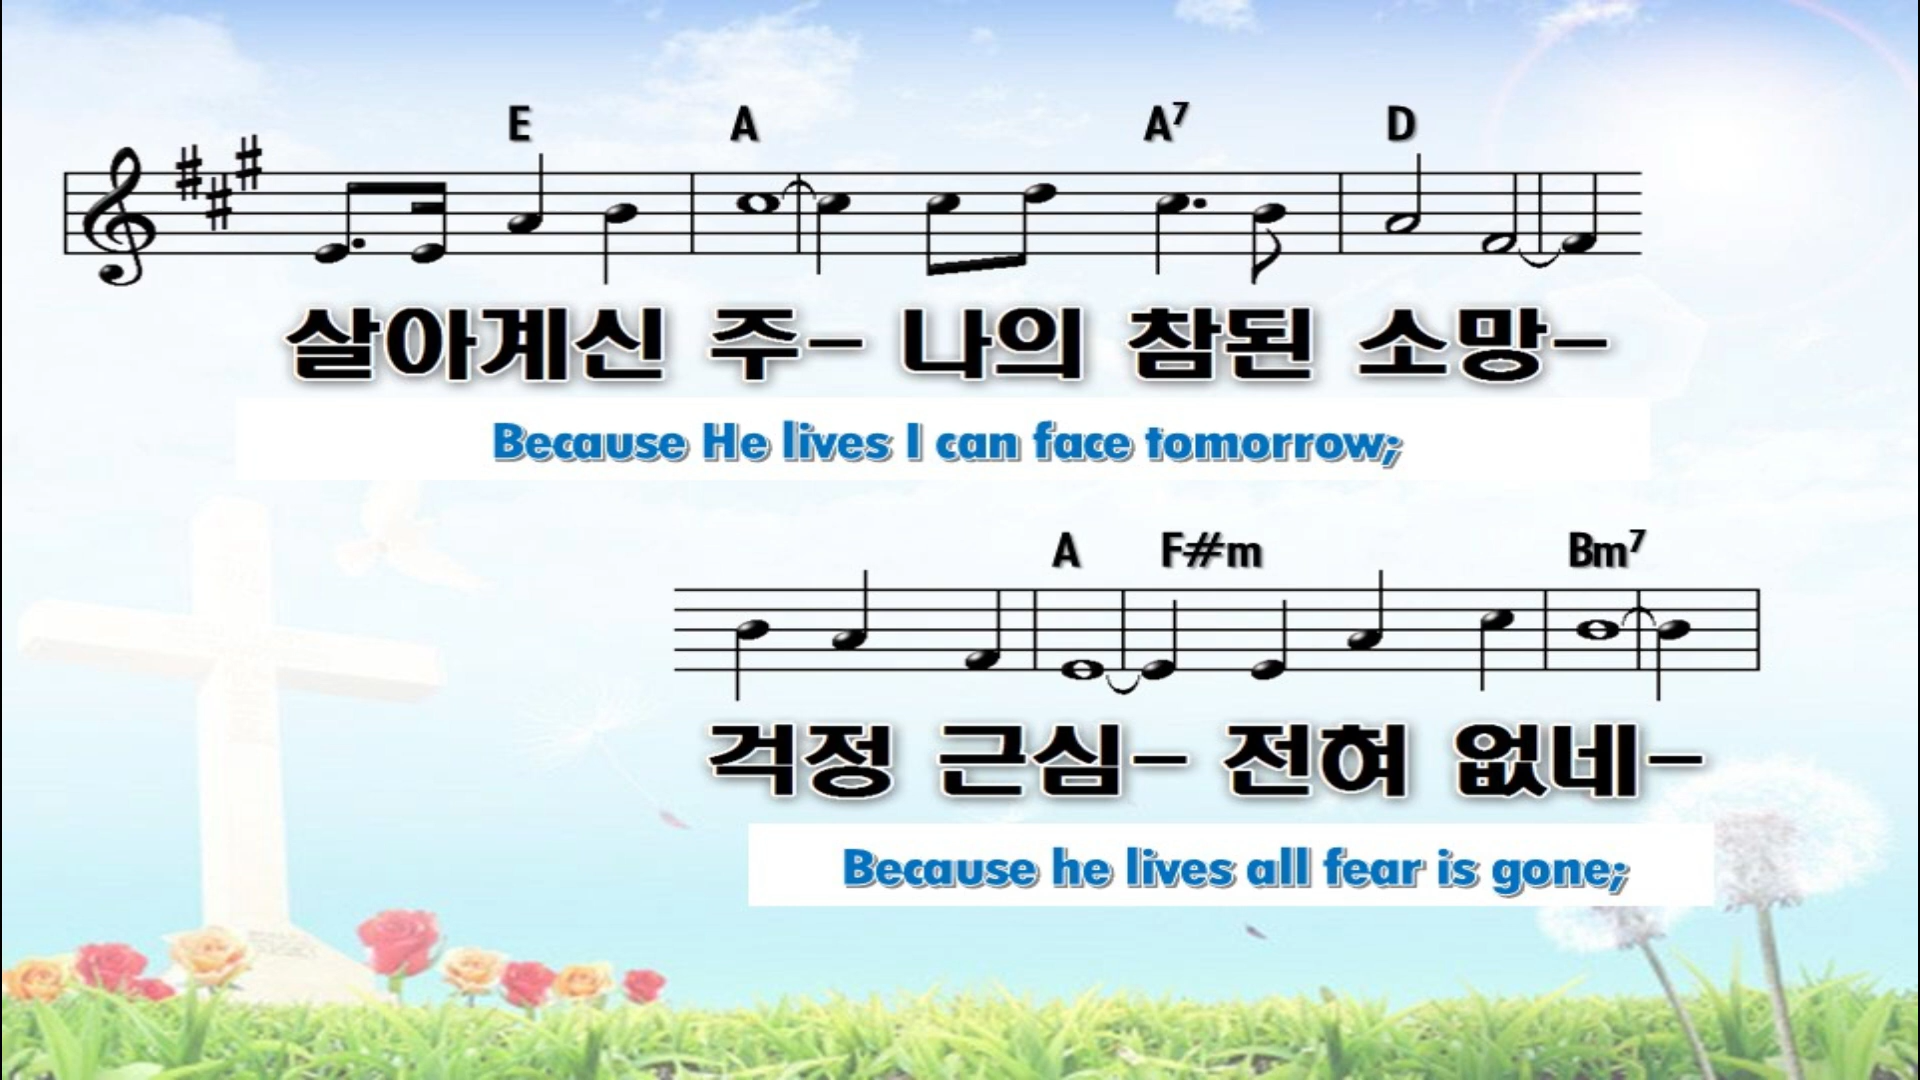 E A A7 D
살아계신 주- 나의 참된 소망-
Because He lives I can face tomorrow;
A F#m Bm7
걱정 근심- 전혀 없네-
Because he lives all fear is gone;